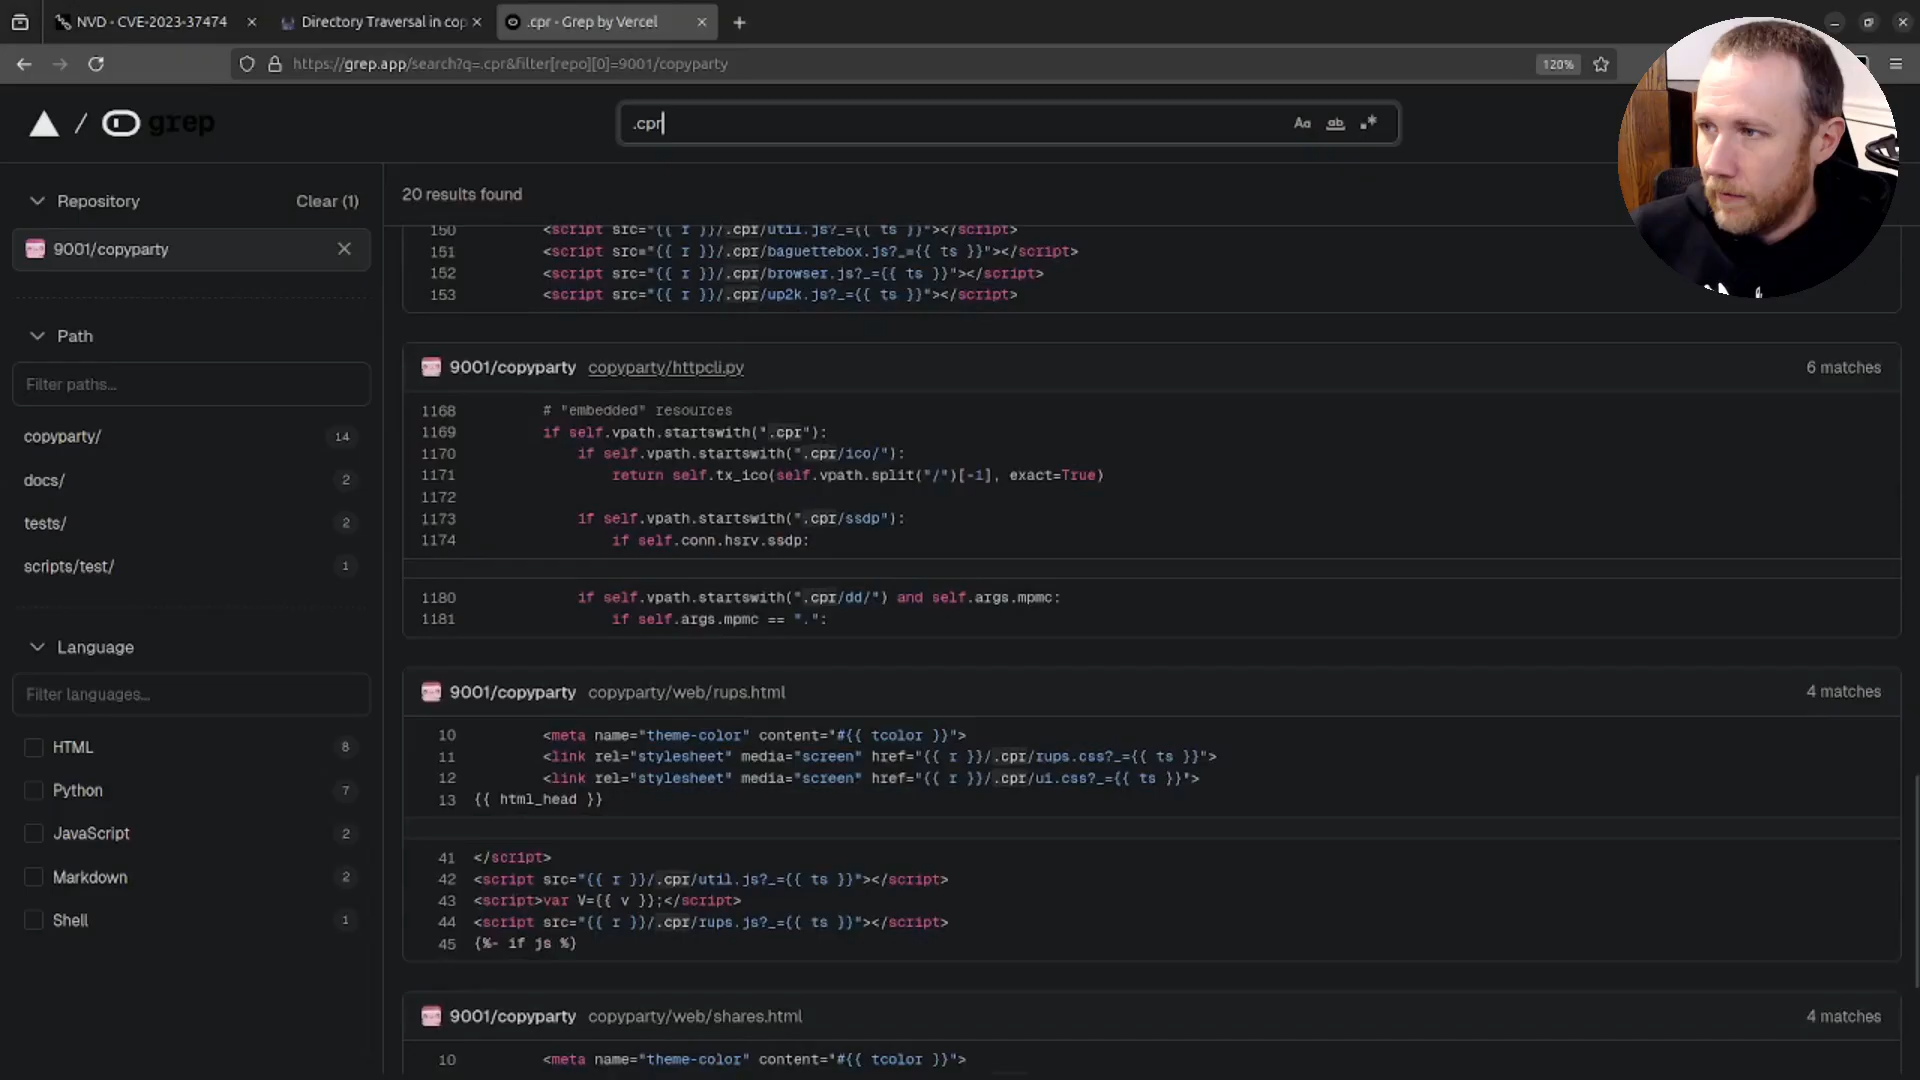 NVD - CVE-2023-37474
Directory Traversal in cop
.cpr - Grep by Vercel
https://grep.app/search?q=.cpr&filter[repo][0]=9001/copyparty
120%
/ grep
.cpr
Aa ab .*
Repository
Clear (1)
9001/copyparty
Path
Filter paths...
copyparty/ 14
docs/ 2
tests/ 2
scripts/test/ 1
Language
Filter languages...
HTML 8
Python 7
JavaScript 2
Markdown 2
Shell 1
20 results found
150 <script src="{{ r }}/.cpr/util.js?_={{ ts }}"></script>
151 <script src="{{ r }}/.cpr/baguettebox.js?_={{ ts }}"></script>
152 <script src="{{ r }}/.cpr/browser.js?_={{ ts }}"></script>
153 <script src="{{ r }}/.cpr/up2k.js?_={{ ts }}"></script>
9001/copyparty copyparty/httpcli.py 6 matches
1168 # "embedded" resources
1169 if self.vpath.startswith(".cpr"):
1170 if self.vpath.startswith(".cpr/ico/"):
1171 return self.tx_ico(self.vpath.split("/")[-1], exact=True)
1172
1173 if self.vpath.startswith(".cpr/ssdp"):
1174 if self.conn.hsrv.ssdp:
1180 if self.vpath.startswith(".cpr/dd/") and self.args.mpmc:
1181 if self.args.mpmc == ".":
9001/copyparty copyparty/web/rups.html 4 matches
10 <meta name="theme-color" content="#{{ tcolor }}">
11 <link rel="stylesheet" media="screen" href="{{ r }}/.cpr/rups.css?_={{ ts }}">
12 <link rel="stylesheet" media="screen" href="{{ r }}/.cpr/ui.css?_={{ ts }}">
13 {{ html_head }}
41 </script>
42 <script src="{{ r }}/.cpr/util.js?_={{ ts }}"></script>
43 <script>var V={{ v }};</script>
44 <script src="{{ r }}/.cpr/rups.js?_={{ ts }}"></script>
45 {%- if js %}
9001/copyparty copyparty/web/shares.html 4 matches
10 <meta name="theme-color" content="#{{ tcolor }}">